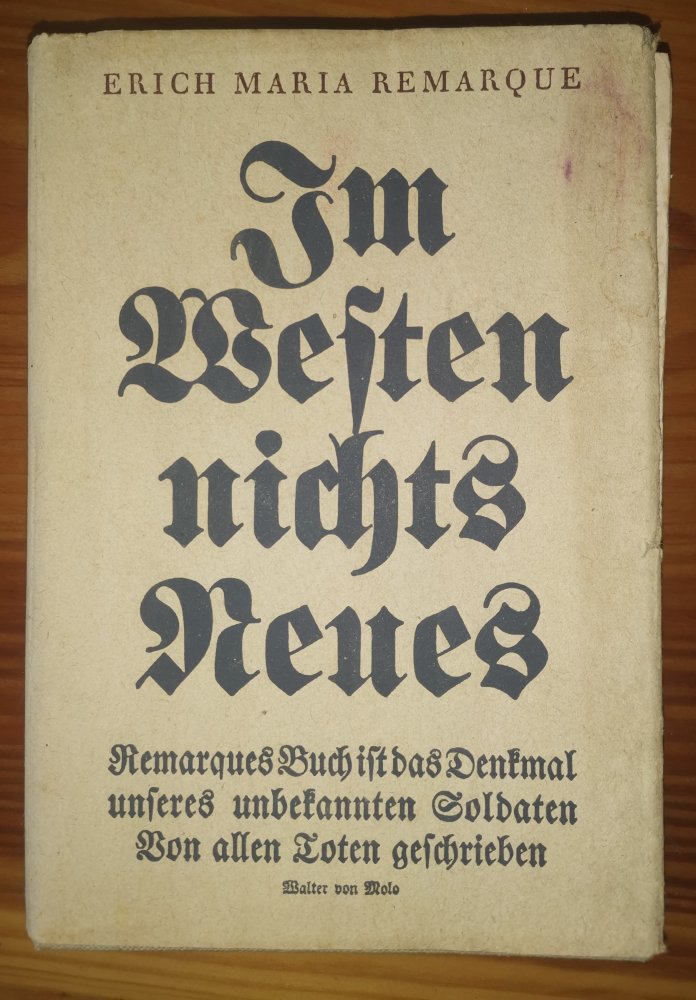 ERICH MARIA REMARQUE
Im
Weſten
nichts
Neues
Remarques Buch iſt das Denkmal
unſeres unbekannten Soldaten
Von allen Toten geſchrieben
Walter von Molo